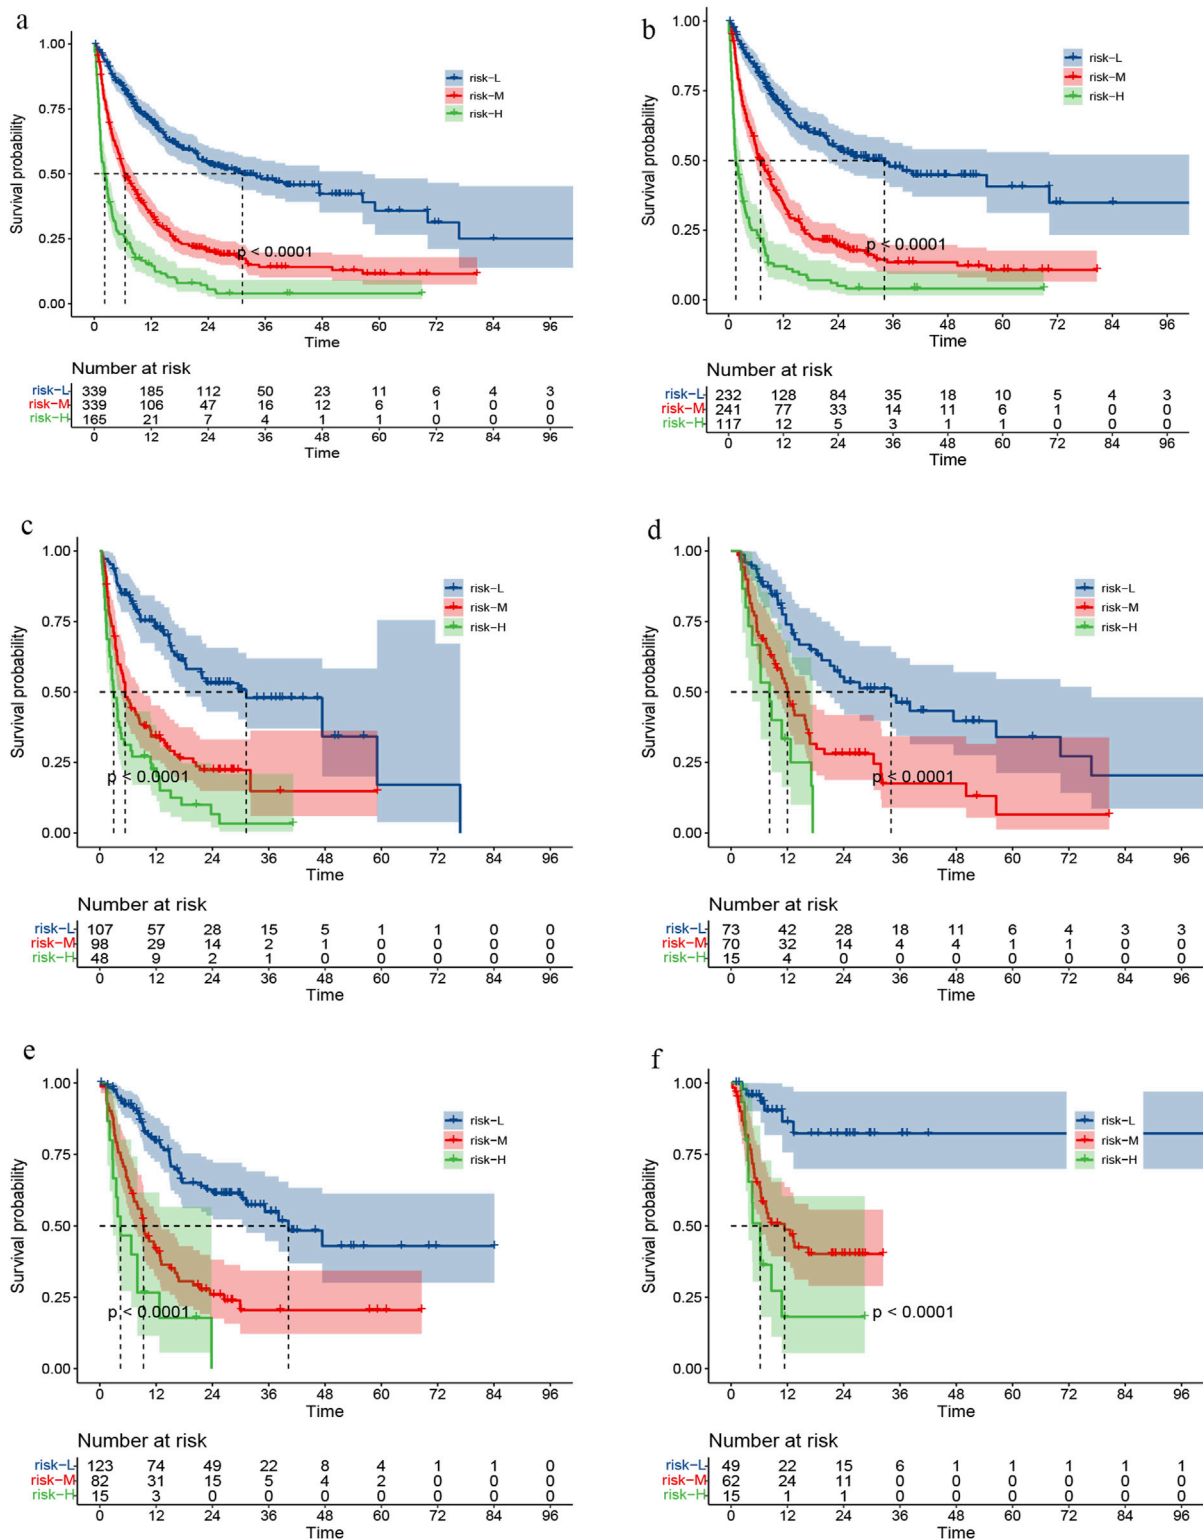 a
Survival probability
1.00
0.75
0.50
0.25
0.00
risk-L
risk-M
risk-H
p < 0.0001
0 12 24 36 48 60 72 84 96
Time
Number at risk
risk-L 339 185 112 50 23 11 6 4 3
risk-M 339 106 47 16 12 6 1 0 0
risk-H 165 21 7 4 1 1 0 0 0
0 12 24 36 48 60 72 84 96
Time
b
Survival probability
1.00
0.75
0.50
0.25
0.00
risk-L
risk-M
risk-H
p < 0.0001
0 12 24 36 48 60 72 84 96
Time
Number at risk
risk-L 232 128 84 35 18 10 5 4 3
risk-M 241 77 33 14 11 6 1 0 0
risk-H 117 12 5 3 1 1 0 0 0
0 12 24 36 48 60 72 84 96
Time
c
Survival probability
1.00
0.75
0.50
0.25
0.00
risk-L
risk-M
risk-H
p < 0.0001
0 12 24 36 48 60 72 84 96
Time
Number at risk
risk-L 107 57 28 15 5 1 1 0 0
risk-M 98 29 14 2 1 0 0 0 0
risk-H 48 9 2 1 0 0 0 0 0
0 12 24 36 48 60 72 84 96
Time
d
Survival probability
1.00
0.75
0.50
0.25
0.00
risk-L
risk-M
risk-H
p < 0.0001
0 12 24 36 48 60 72 84 96
Time
Number at risk
risk-L 73 42 28 18 11 6 4 3 3
risk-M 70 32 14 4 4 1 1 0 0
risk-H 15 4 0 0 0 0 0 0 0
0 12 24 36 48 60 72 84 96
Time
e
Survival probability
1.00
0.75
0.50
0.25
0.00
risk-L
risk-M
risk-H
p < 0.0001
0 12 24 36 48 60 72 84 96
Time
Number at risk
risk-L 123 74 49 22 8 4 1 1 0
risk-M 82 31 15 5 4 2 0 0 0
risk-H 15 3 0 0 0 0 0 0 0
0 12 24 36 48 60 72 84 96
Time
f
Survival probability
1.00
0.75
0.50
0.25
0.00
risk-L
risk-M
risk-H
p < 0.0001
0 12 24 36 48 60 72 84 96
Time
Number at risk
risk-L 49 22 15 6 1 1 1 1 1
risk-M 62 24 11 0 0 0 0 0 0
risk-H 15 1 1 0 0 0 0 0 0
0 12 24 36 48 60 72 84 96
Time